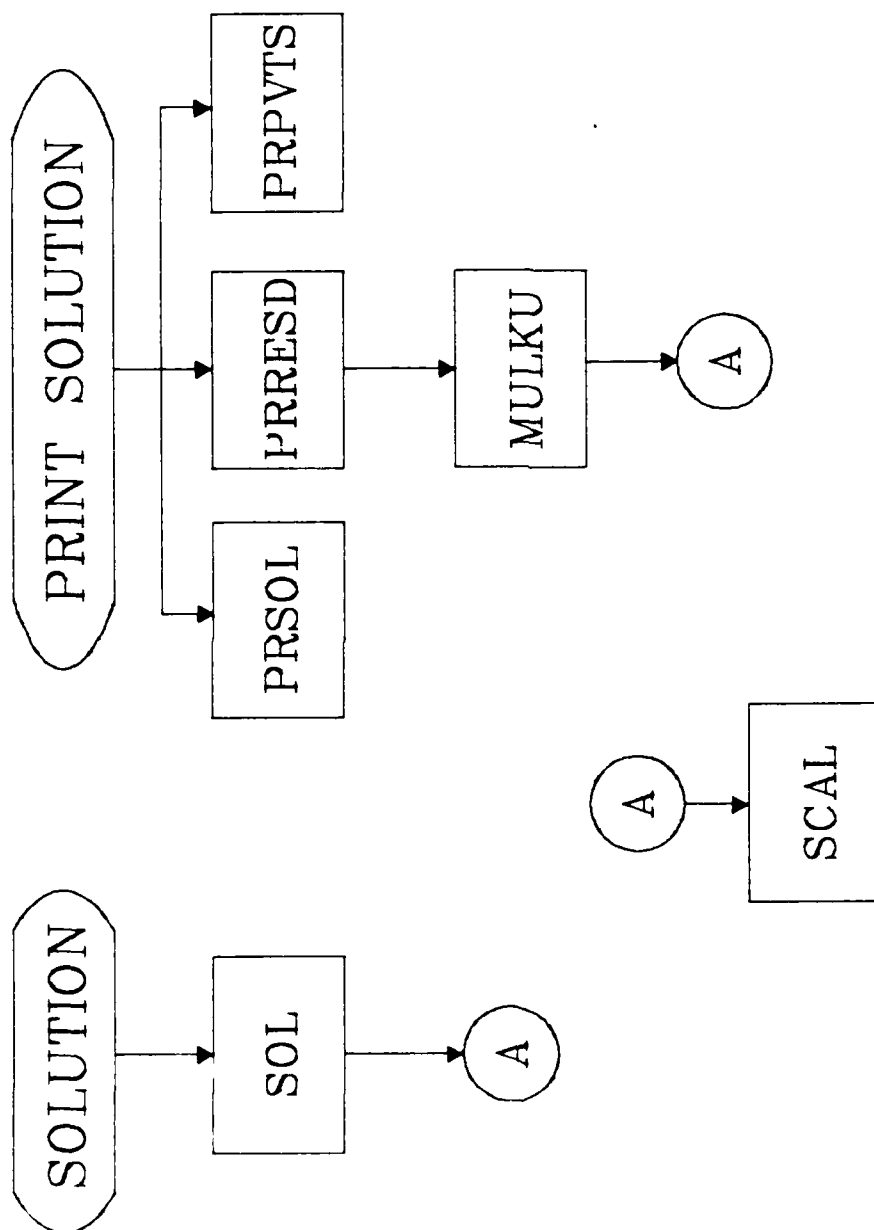 SOLUTION
SOL
A
PRINT SOLUTION
PRSOL
PRRESD
PRPVTS
MULKU
A
A
SCAL